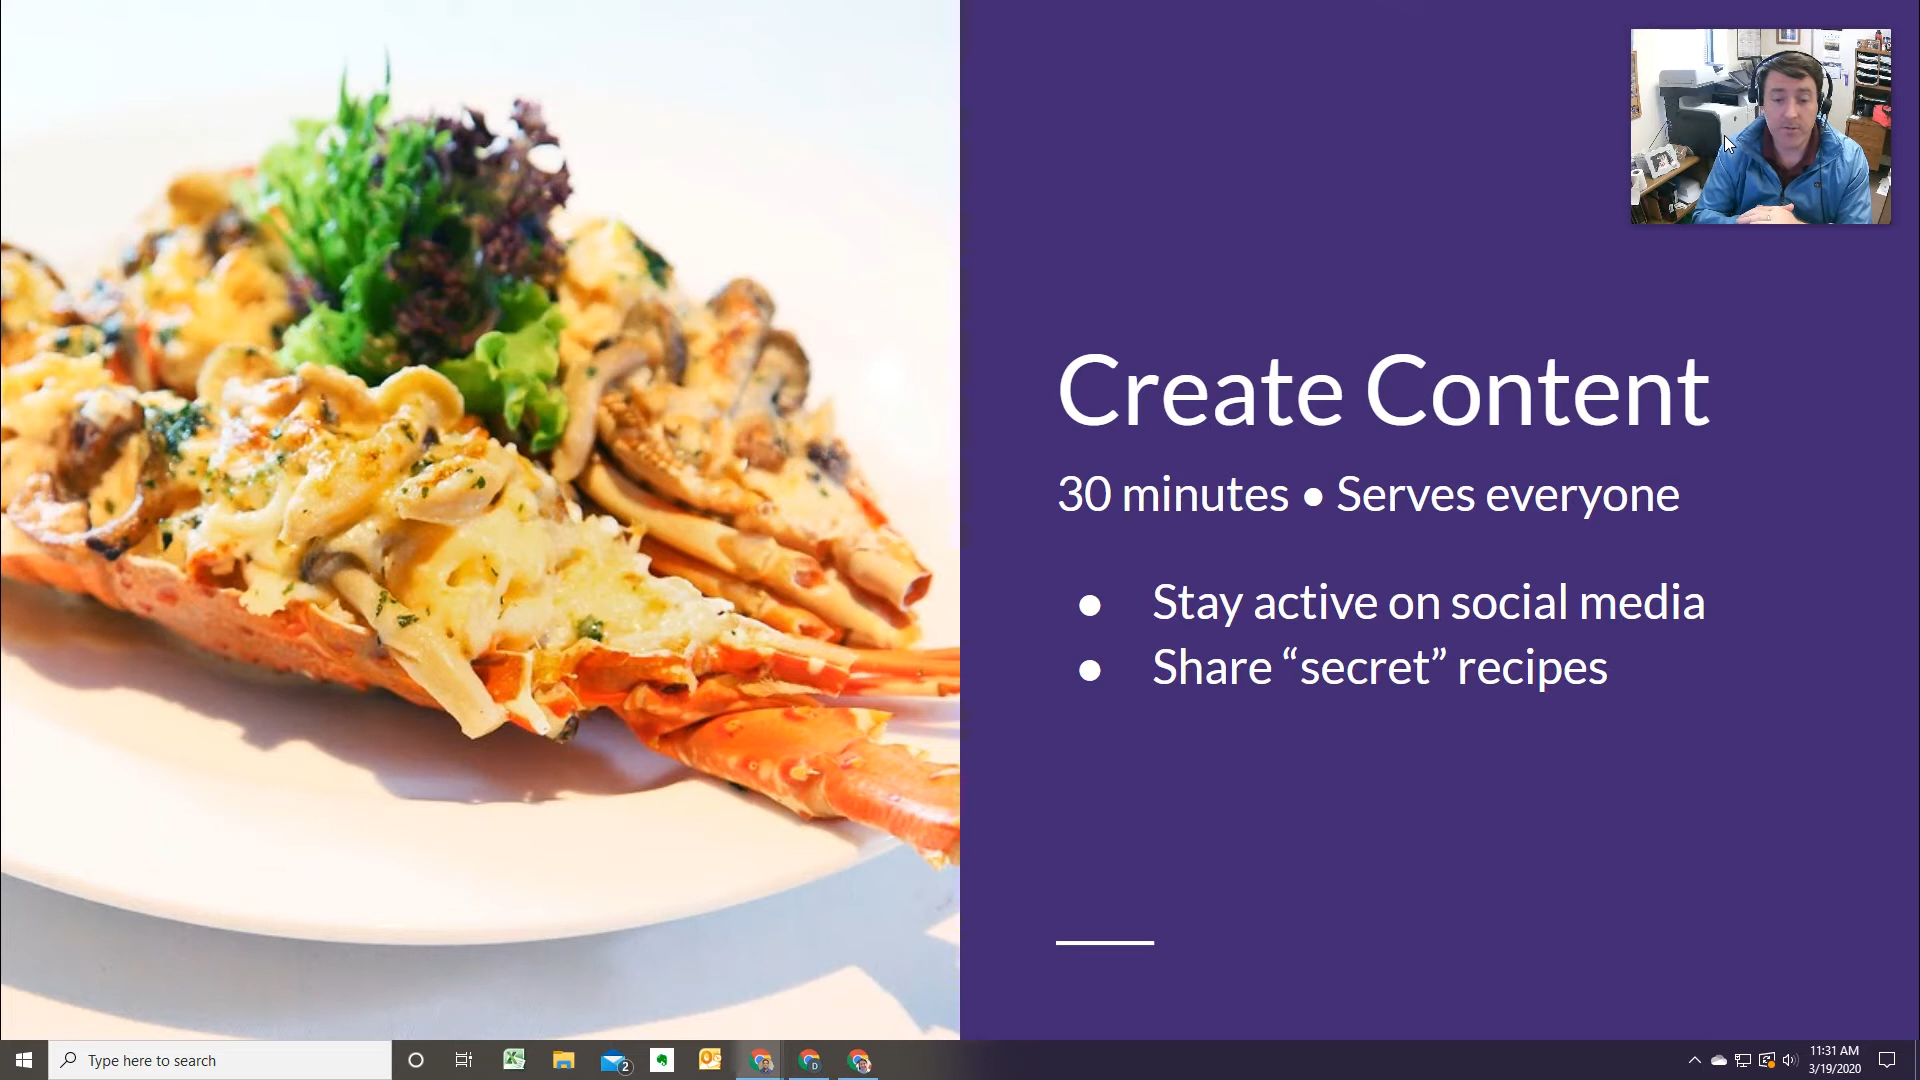 Create Content
30 minutes • Serves everyone
● Stay active on social media
● Share “secret” recipes
Type here to search
2
D
11:31 AM
3/19/2020